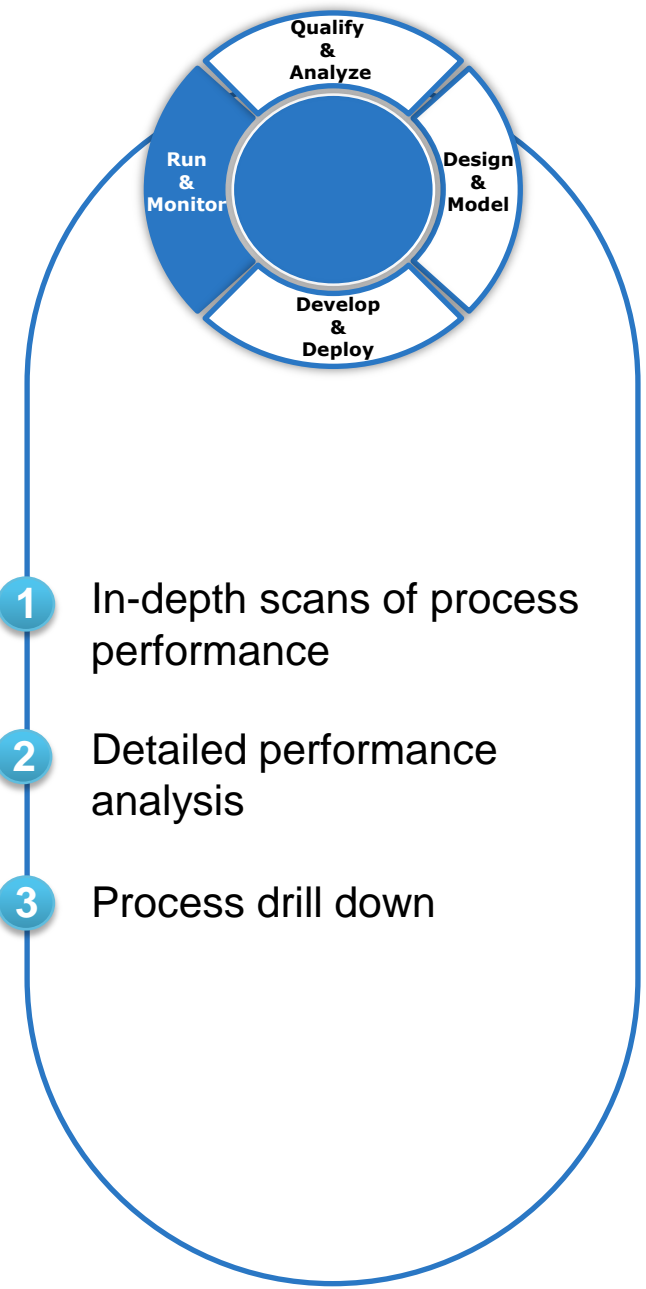 Qualify
&
Analyze
Run
&
Monitor
Design
&
Model
Develop
&
Deploy
1 In-depth scans of process
performance
2 Detailed performance
analysis
3 Process drill down